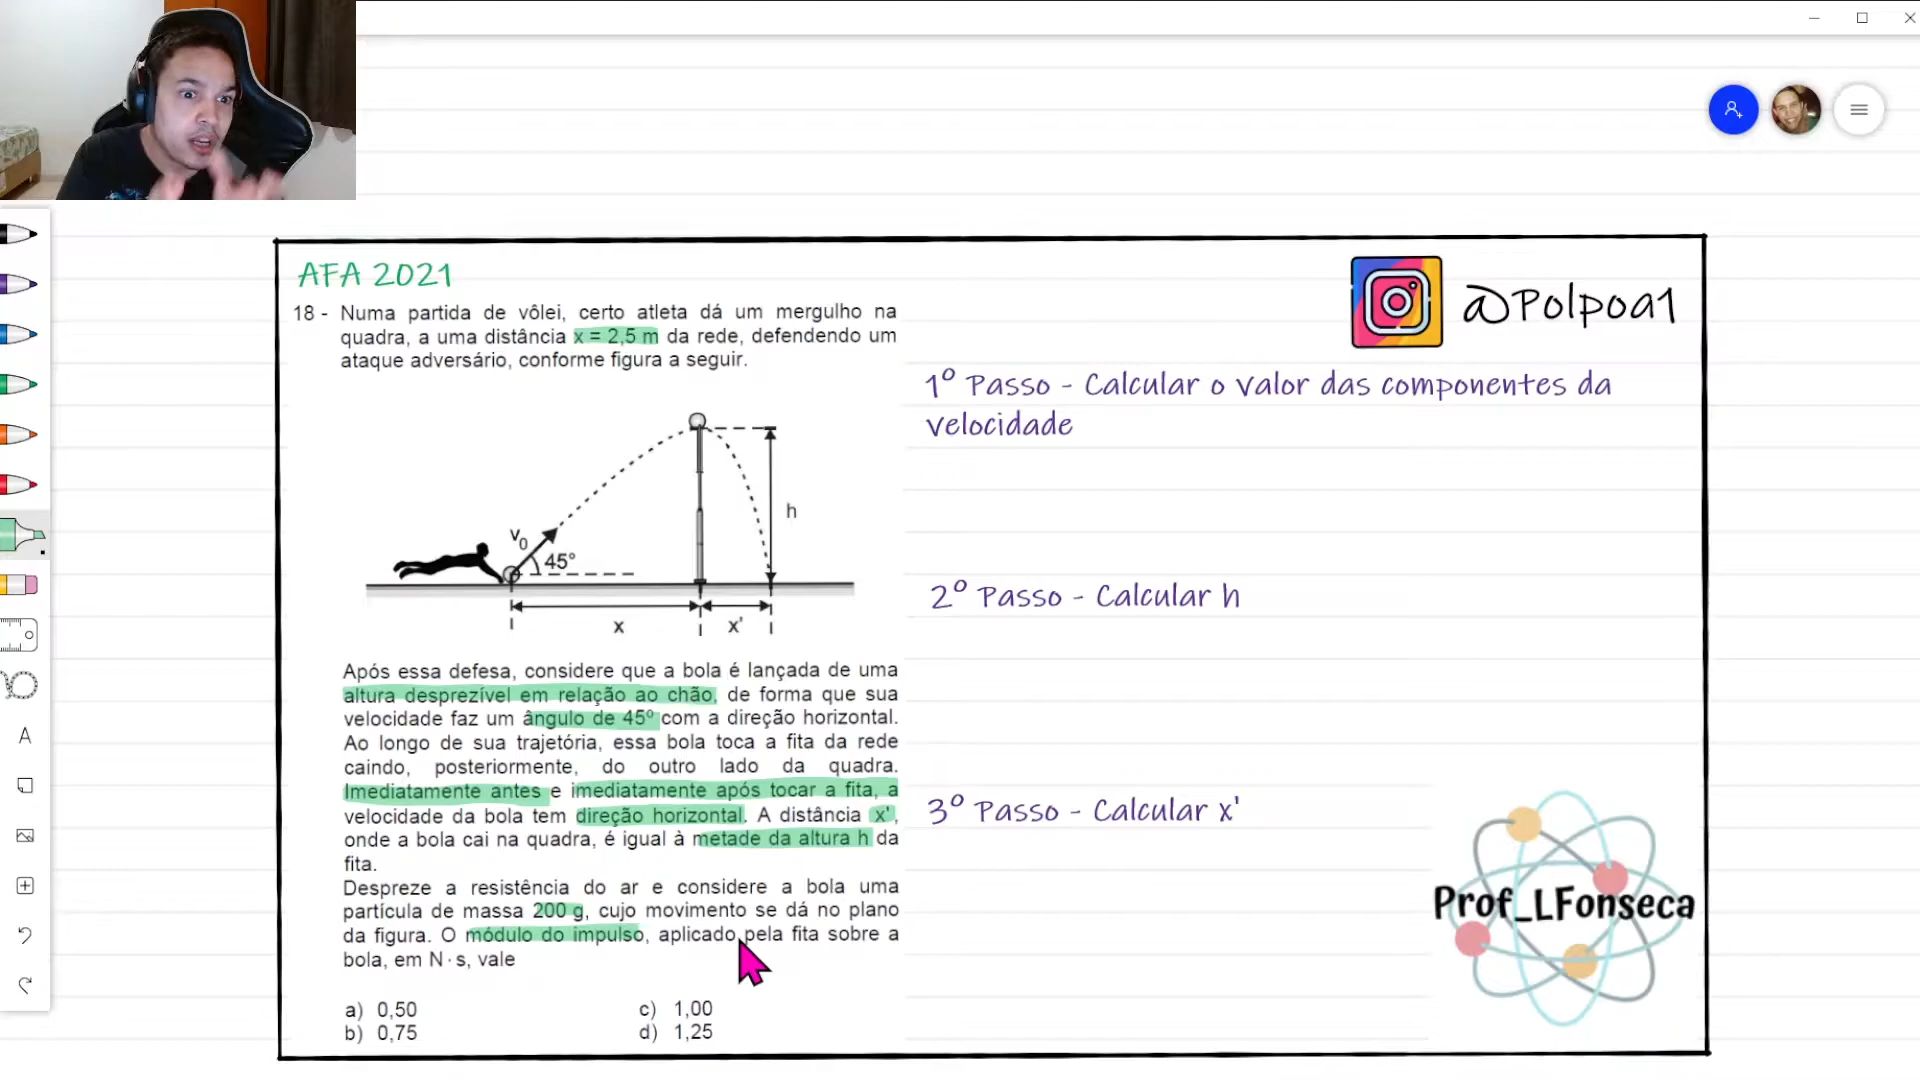 AFA 2021
@Polpoa1
18 - Numa partida de vôlei, certo atleta dá um mergulho na
quadra, a uma distância x = 2,5 m da rede, defendendo um
ataque adversário, conforme figura a seguir.
h
v0
45°
x
x'
Após essa defesa, considere que a bola é lançada de uma
altura desprezível em relação ao chão, de forma que sua
velocidade faz um ângulo de 45º com a direção horizontal.
Ao longo de sua trajetória, essa bola toca a fita da rede
caindo, posteriormente, do outro lado da quadra.
Imediatamente antes e imediatamente após tocar a fita, a
velocidade da bola tem direção horizontal. A distância x',
onde a bola cai na quadra, é igual à metade da altura h da
fita.
Despreze a resistência do ar e considere a bola uma
partícula de massa 200 g, cujo movimento se dá no plano
da figura. O módulo do impulso, aplicado pela fita sobre a
bola, em N·s, vale
a) 0,50
b) 0,75
c) 1,00
d) 1,25
1º Passo - Calcular o valor das componentes da
velocidade
2º Passo - Calcular h
3º Passo - Calcular x'
Prof_LFonseca
A